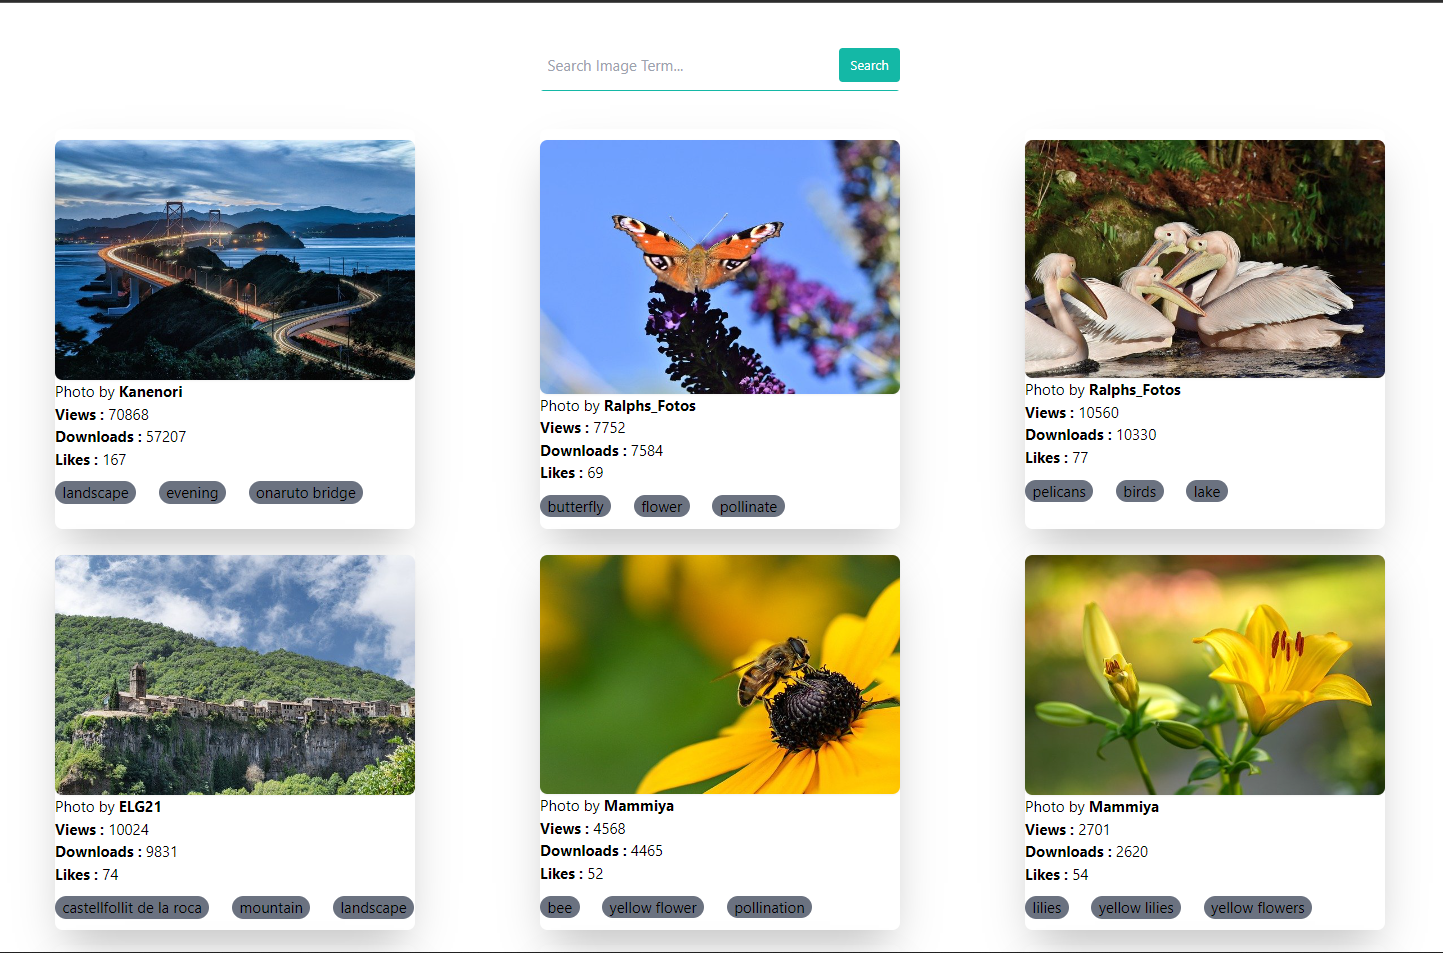 Search Image Term...
Search
Photo by Kanenori
Views : 70868
Downloads : 57207
Likes : 167
landscape evening onaruto bridge
Photo by Ralphs_Fotos
Views : 7752
Downloads : 7584
Likes : 69
butterfly flower pollinate
Photo by Ralphs_Fotos
Views : 10560
Downloads : 10330
Likes : 77
pelicans birds lake
Photo by ELG21
Views : 10024
Downloads : 9831
Likes : 74
castellfollit de la roca mountain landscape
Photo by Mammiya
Views : 4568
Downloads : 4465
Likes : 52
bee yellow flower pollination
Photo by Mammiya
Views : 2701
Downloads : 2620
Likes : 54
lilies yellow lilies yellow flowers